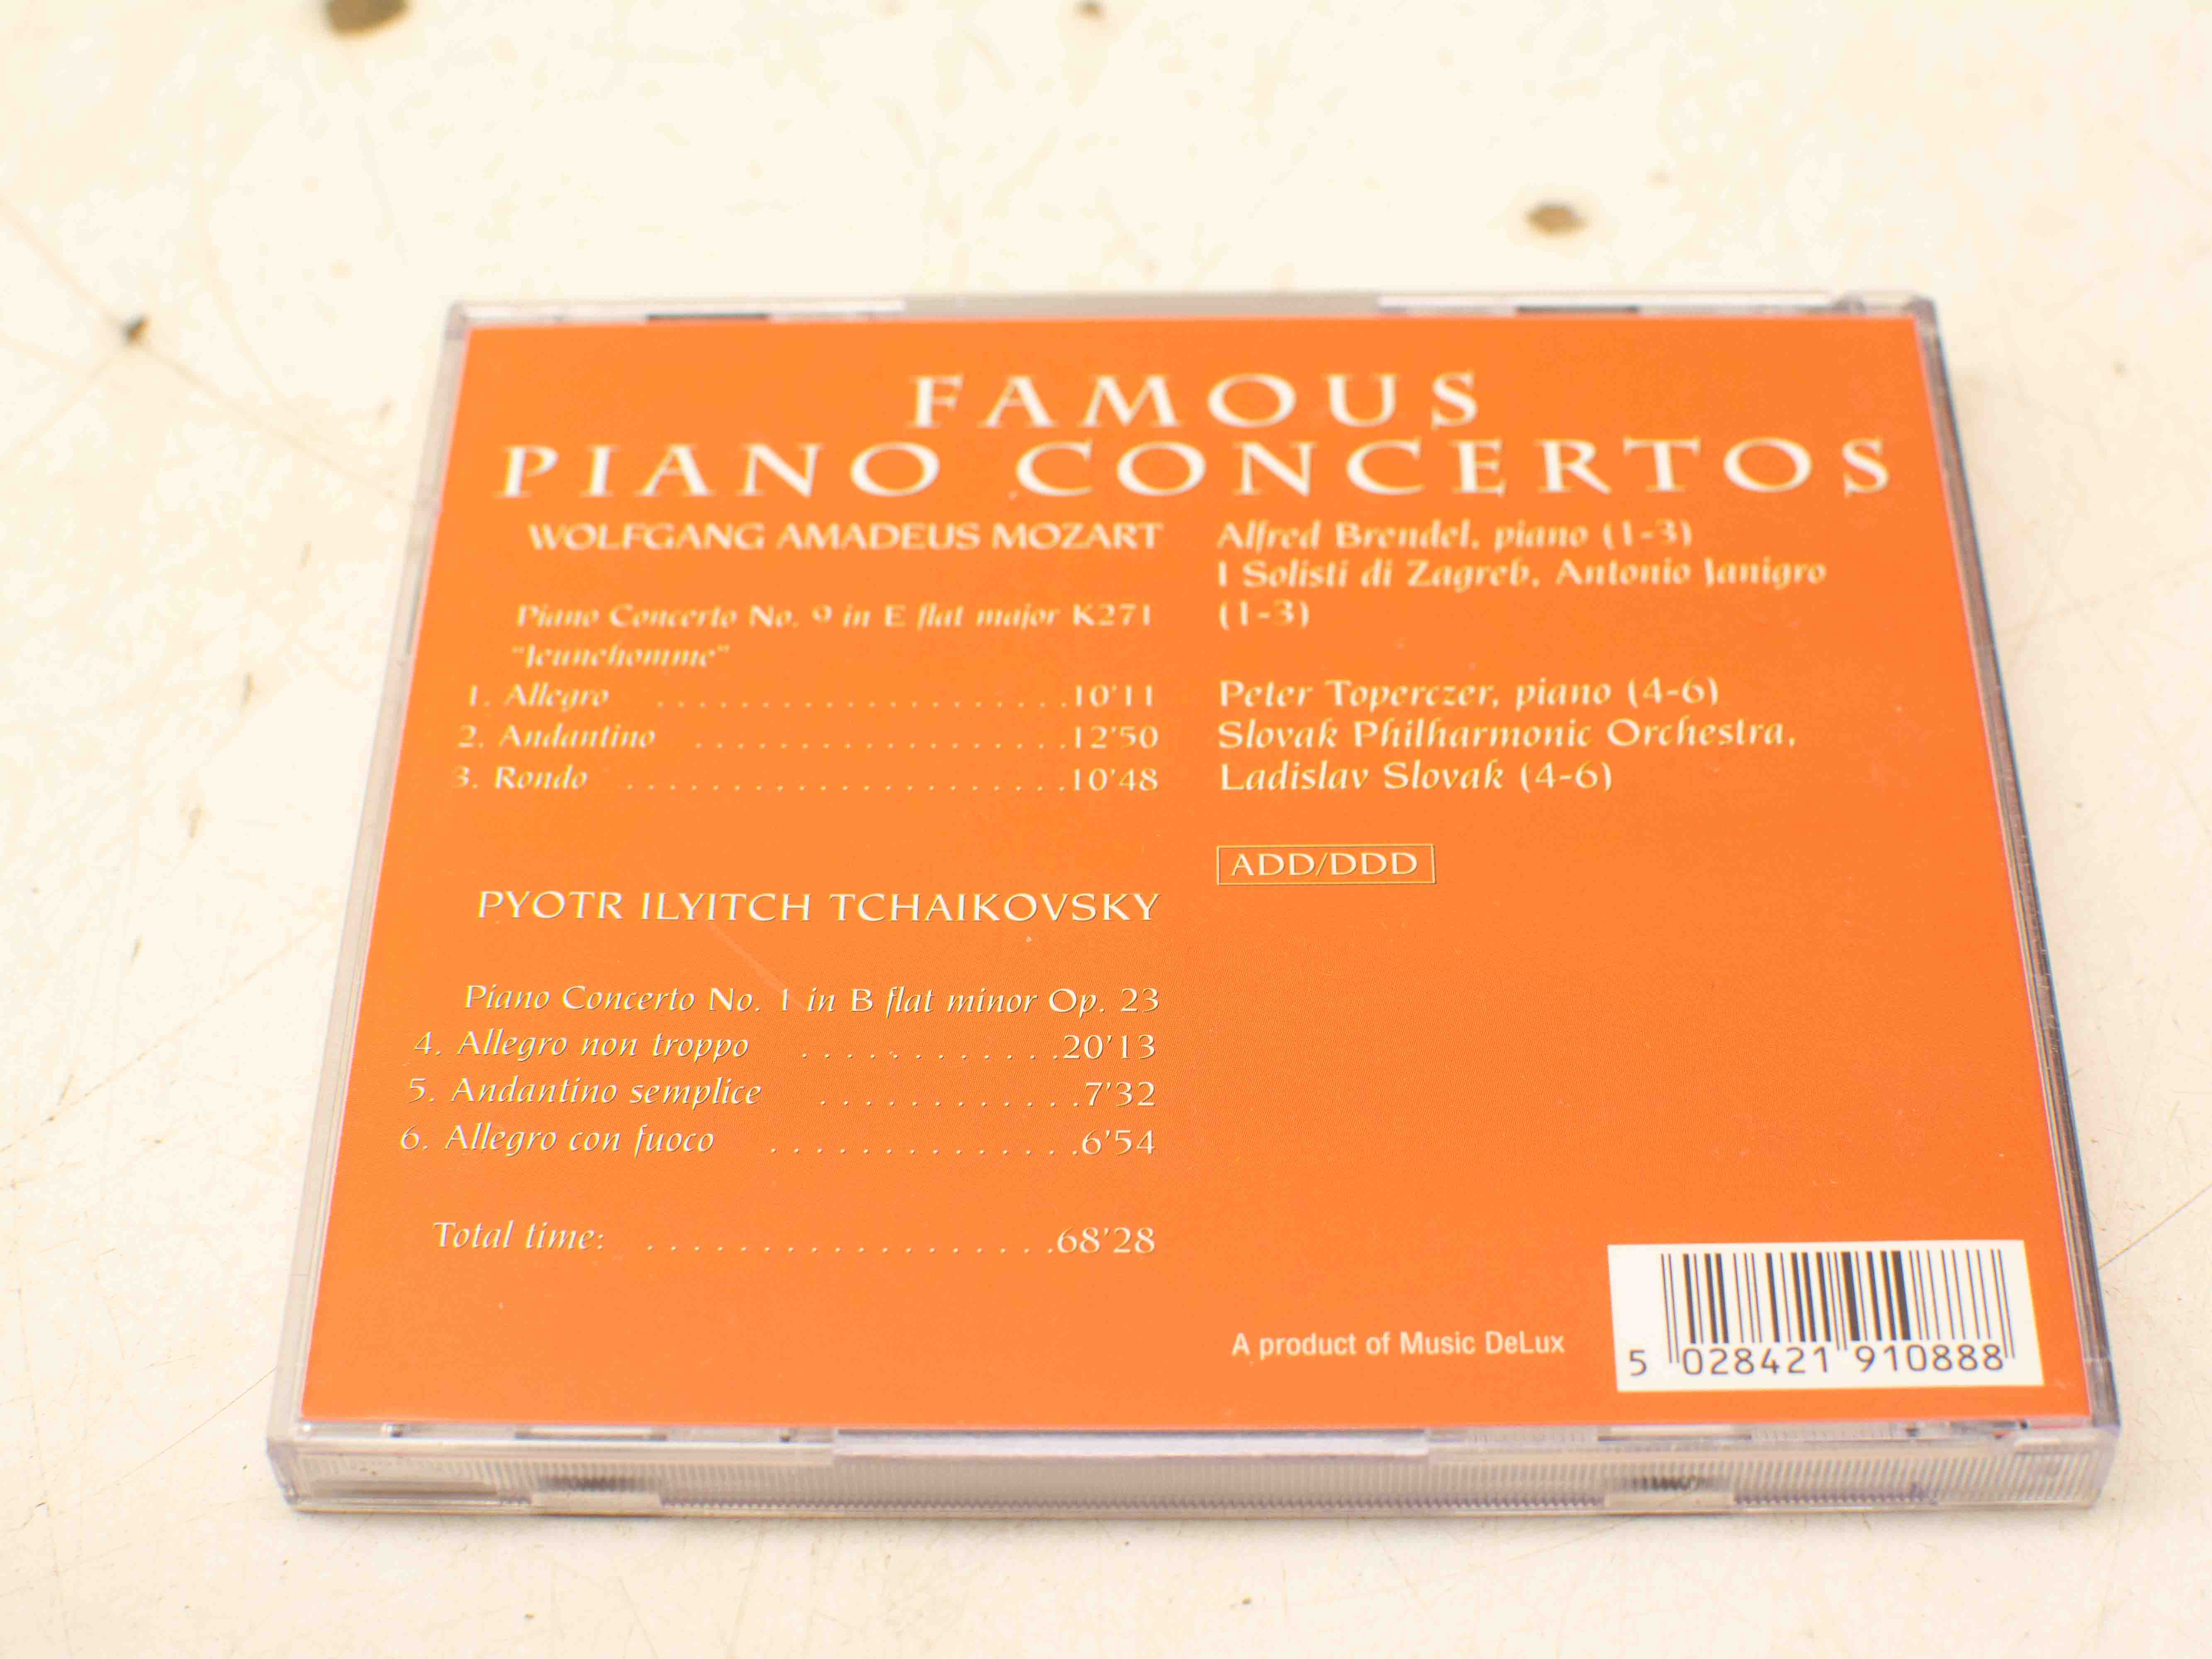 FAMOUS
PIANO CONCERTOS
WOLFGANG AMADEUS MOZART
Piano Concerto No. 9 in E flat major K271
“Jeunehomme”
1. Allegro ....................10'11
2. Andantino ..................12'50
3. Rondo .....................10'48
PYOTR ILYITCH TCHAIKOVSKY
Piano Concerto No. 1 in B flat minor Op. 23
4. Allegro non troppo ............20'13
5. Andantino semplice ............7'32
6. Allegro con fuoco ..............6'54
Total time: ..................68'28
Alfred Brendel, piano (1-3)
I Solisti di Zagreb, Antonio Janigro
(1-3)
Peter Toperczer, piano (4-6)
Slovak Philharmonic Orchestra,
Ladislav Slovak (4-6)
ADD/DDD
A product of Music DeLux
5 028421 910888